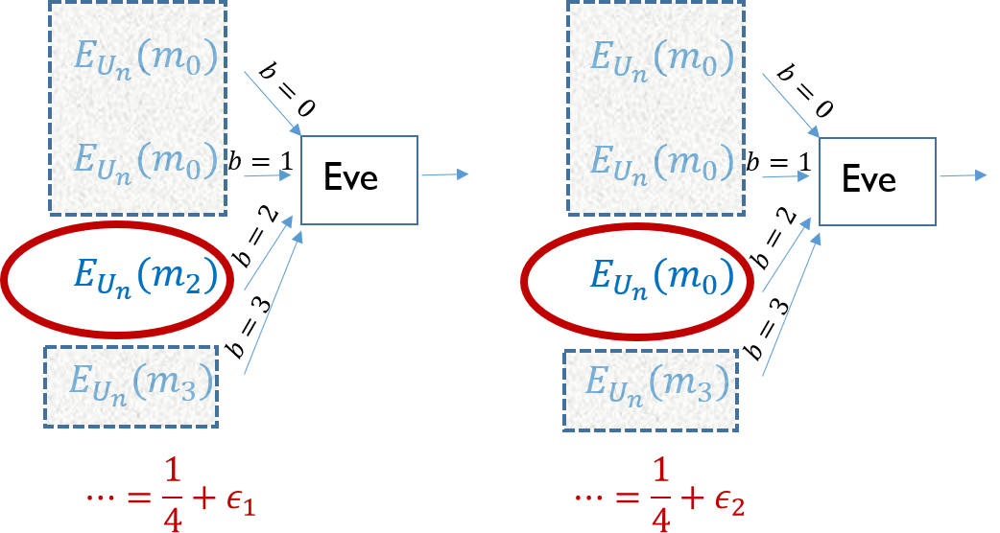 E_{U_n}(m_0)
b = 0
E_{U_n}(m_0)
b = 1
Eve
E_{U_n}(m_2)
b = 2
E_{U_n}(m_3)
b = 3
⋯ = 1/4 + ϵ_1
E_{U_n}(m_0)
b = 0
E_{U_n}(m_0)
b = 1
Eve
E_{U_n}(m_0)
b = 2
E_{U_n}(m_3)
b = 3
⋯ = 1/4 + ϵ_2